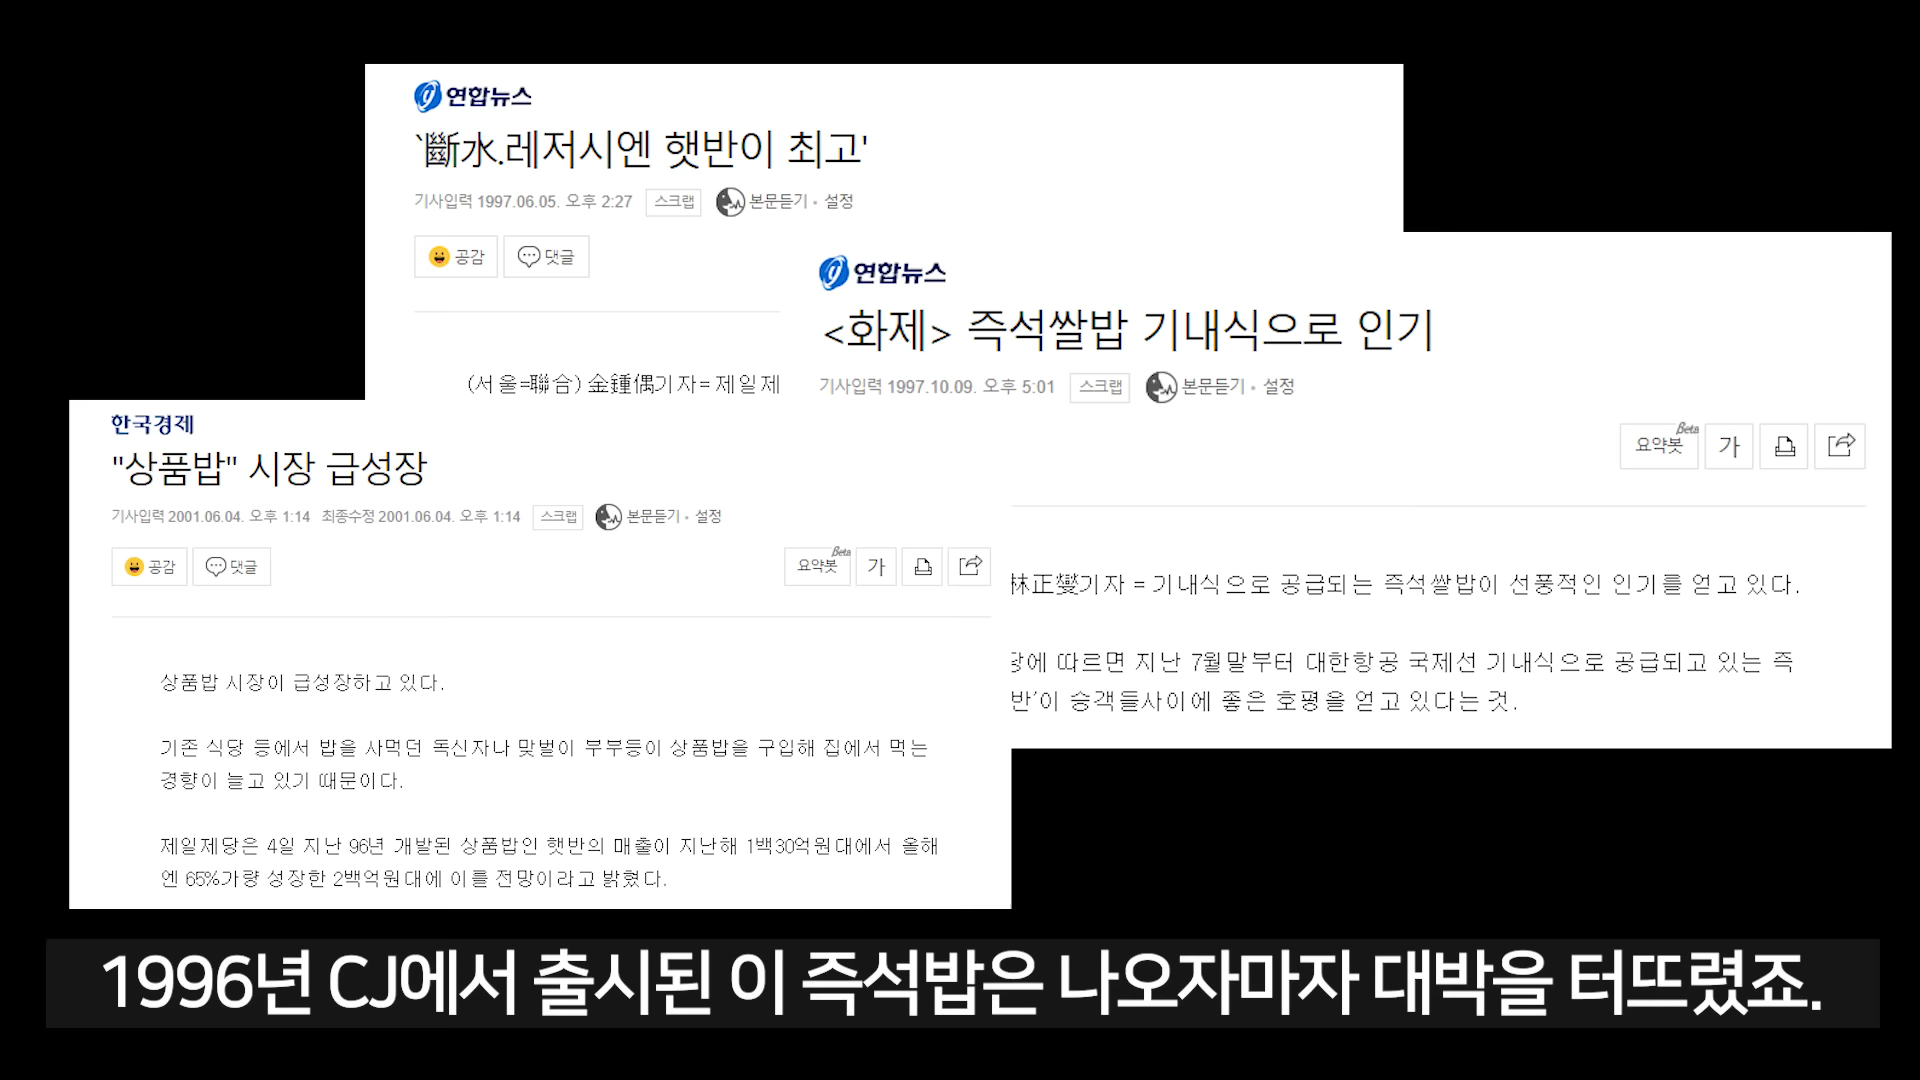 연합뉴스
`斷水.레저시엔 햇반이 최고'
기사입력 1997.06.05. 오후 2:27 스크랩 본문듣기 · 설정
공감 댓글
(서울=聯合) 金鍾偶기자= 제일제
연합뉴스
<화제> 즉석쌀밥 기내식으로 인기
기사입력 1997.10.09. 오후 5:01 스크랩 본문듣기 · 설정
요약봇 Beta 가
林正燮기자 = 기내식으로 공급되는 즉석쌀밥이 선풍적인 인기를 얻고 있다.
당에 따르면 지난 7월말부터 대한항공 국제선 기내식으로 공급되고 있는 즉
반'이 승객들사이에 좋은 호평을 얻고 있다는 것.
한국경제
"상품밥" 시장 급성장
기사입력 2001.06.04. 오후 1:14 최종수정 2001.06.04. 오후 1:14 스크랩 본문듣기 · 설정
공감 댓글 요약봇 Beta 가
상품밥 시장이 급성장하고 있다.
기존 식당 등에서 밥을 사먹던 독신자나 맞벌이 부부등이 상품밥을 구입해 집에서 먹는
경향이 늘고 있기 때문이다.
제일제당은 4일 지난 96년 개발된 상품밥인 햇반의 매출이 지난해 1백30억원대에서 올해
엔 65%가량 성장한 2백억원대에 이를 전망이라고 밝혔다.
1996년 CJ에서 출시된 이 즉석밥은 나오자마자 대박을 터뜨렸죠.